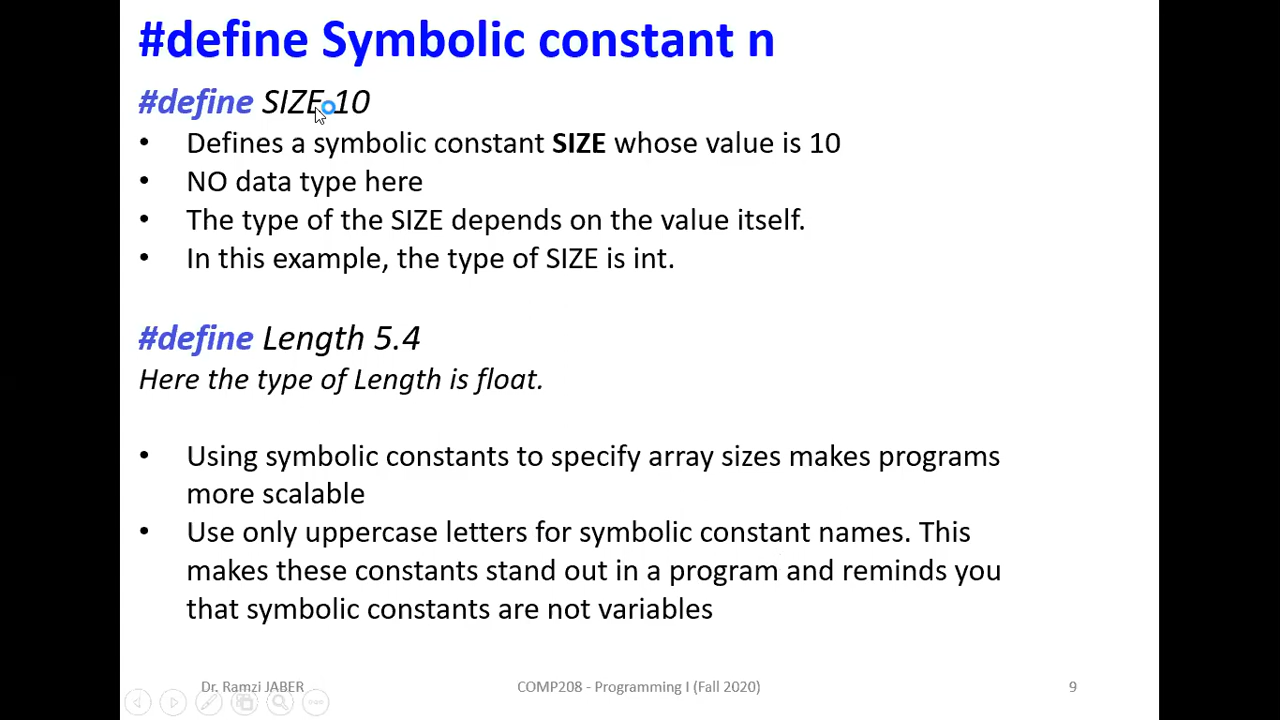 #define Symbolic constant n
#define SIZE 10
• Defines a symbolic constant SIZE whose value is 10
• NO data type here
• The type of the SIZE depends on the value itself.
• In this example, the type of SIZE is int.
#define Length 5.4
Here the type of Length is float.
• Using symbolic constants to specify array sizes makes programs
more scalable
• Use only uppercase letters for symbolic constant names. This
makes these constants stand out in a program and reminds you
that symbolic constants are not variables
Dr. Ramzi JABER COMP208 - Programming I (Fall 2020) 9